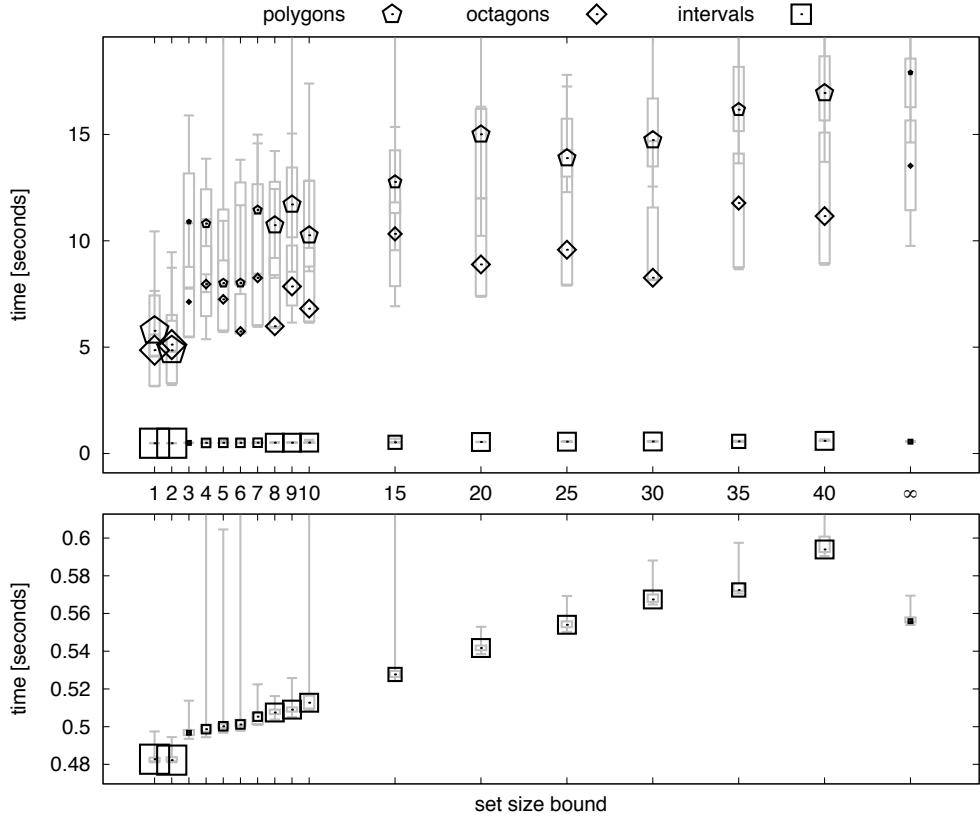 polygons octagons intervals
time [seconds]
15
10
5
0
1 2 3 4 5 6 7 8 9 10 15 20 25 30 35 40 ∞
time [seconds]
0.6
0.58
0.56
0.54
0.52
0.5
0.48
set size bound